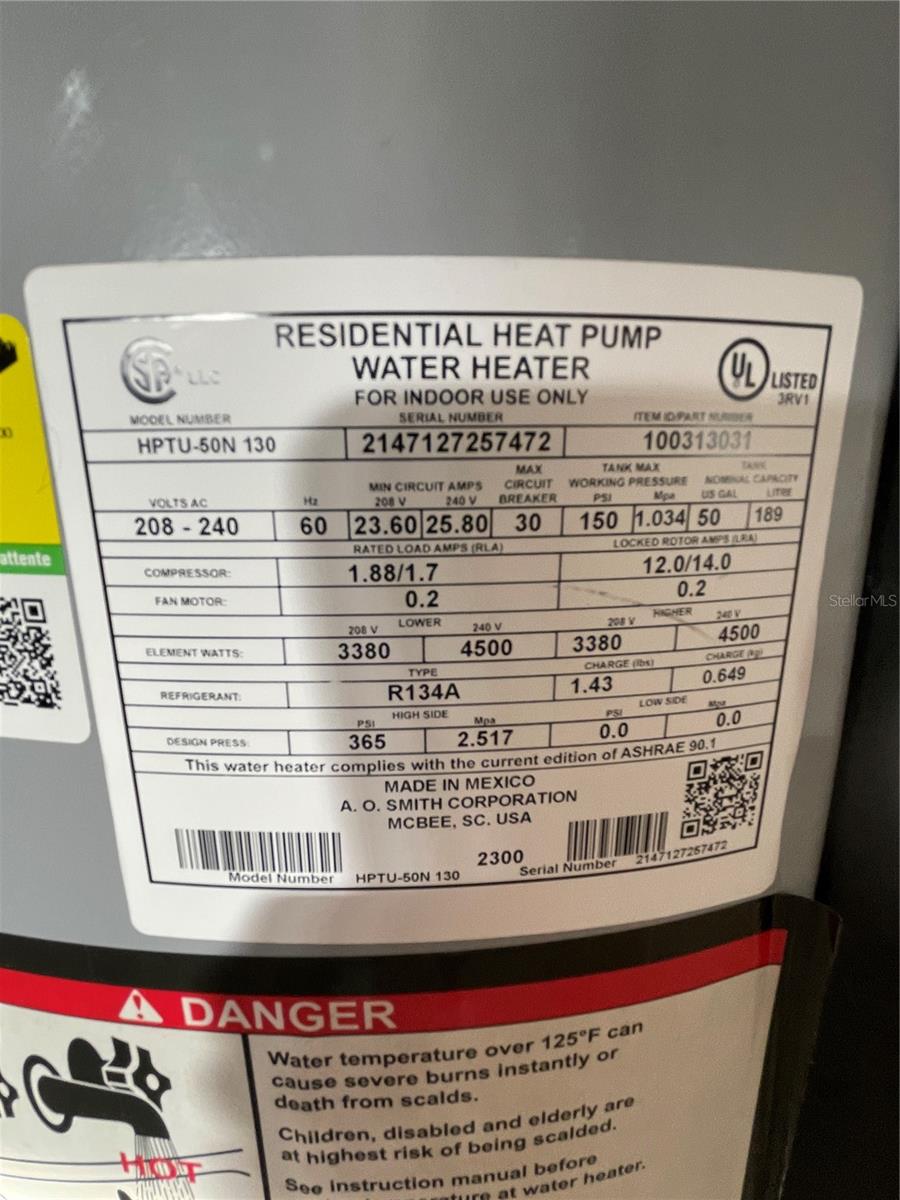 RESIDENTIAL HEAT PUMP
WATER HEATER
FOR INDOOR USE ONLY
SA® LLC
UL LISTED
3RV1
MODEL NUMBER SERIAL NUMBER ITEM ID/PART NUMBER
HPTU-50N 130 2147127257472 100313031
VOLTS AC Hz MIN CIRCUIT AMPS 208 V 240 V MAX CIRCUIT BREAKER TANK MAX WORKING PRESSURE PSI Mpa TANK NOMINAL CAPACITY US GAL LITRE
208 - 240 60 23.60 25.80 30 150 1.034 50 189
RATED LOAD AMPS (RLA) LOCKED ROTOR AMPS (LRA)
COMPRESSOR: 1.88/1.7 12.0/14.0
FAN MOTOR: 0.2 0.2
208 V LOWER 240 V 208 V HIGHER 240 V
ELEMENT WATTS: 3380 4500 3380 4500
TYPE CHARGE (lbs) CHARGE (kg)
REFRIGERANT: R134A 1.43 0.649
PSI HIGH SIDE Mpa PSI LOW SIDE Mpa
DESIGN PRESS: 365 2.517 0.0 0.0
This water heater complies with the current edition of ASHRAE 90.1
MADE IN MEXICO
A. O. SMITH CORPORATION
MCBEE, SC. USA
2300
Model Number HPTU-50N 130 Serial Number 2147127257472
attente
StellarMLS
DANGER
Water temperature over 125°F can
cause severe burns instantly or
death from scalds.
Children, disabled and elderly are
at highest risk of being scalded.
See instruction manual before
at water heater.
HOT